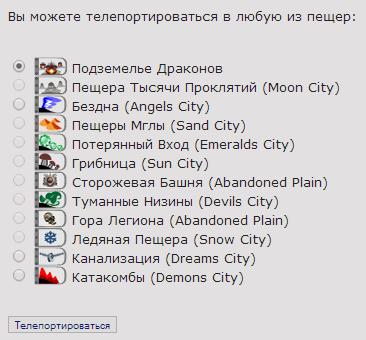 Вы можете телепортироваться в любую из пещер:
Подземелье Драконов
Пещера Тысячи Проклятий (Moon City)
Бездна (Angels City)
Пещеры Мглы (Sand City)
Потерянный Вход (Emeralds City)
Грибница (Sun City)
Сторожевая Башня (Abandoned Plain)
Туманные Низины (Devils City)
Гора Легиона (Abandoned Plain)
Ледяная Пещера (Snow City)
Канализация (Dreams City)
Катакомбы (Demons City)
Телепортироваться